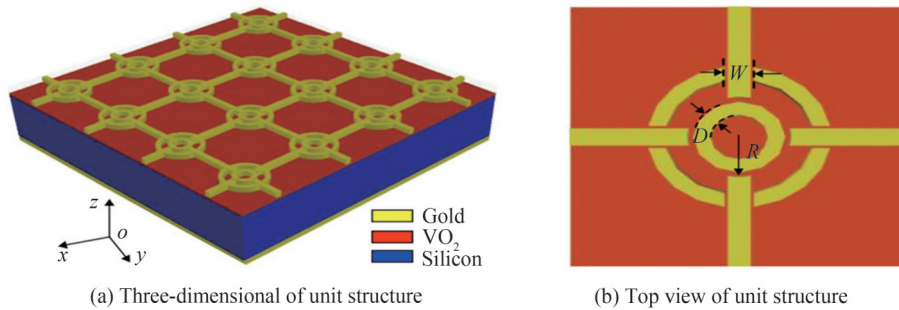 W
D
R
z
o
x
y
Gold
VO₂
Silicon
(a) Three-dimensional of unit structure
(b) Top view of unit structure